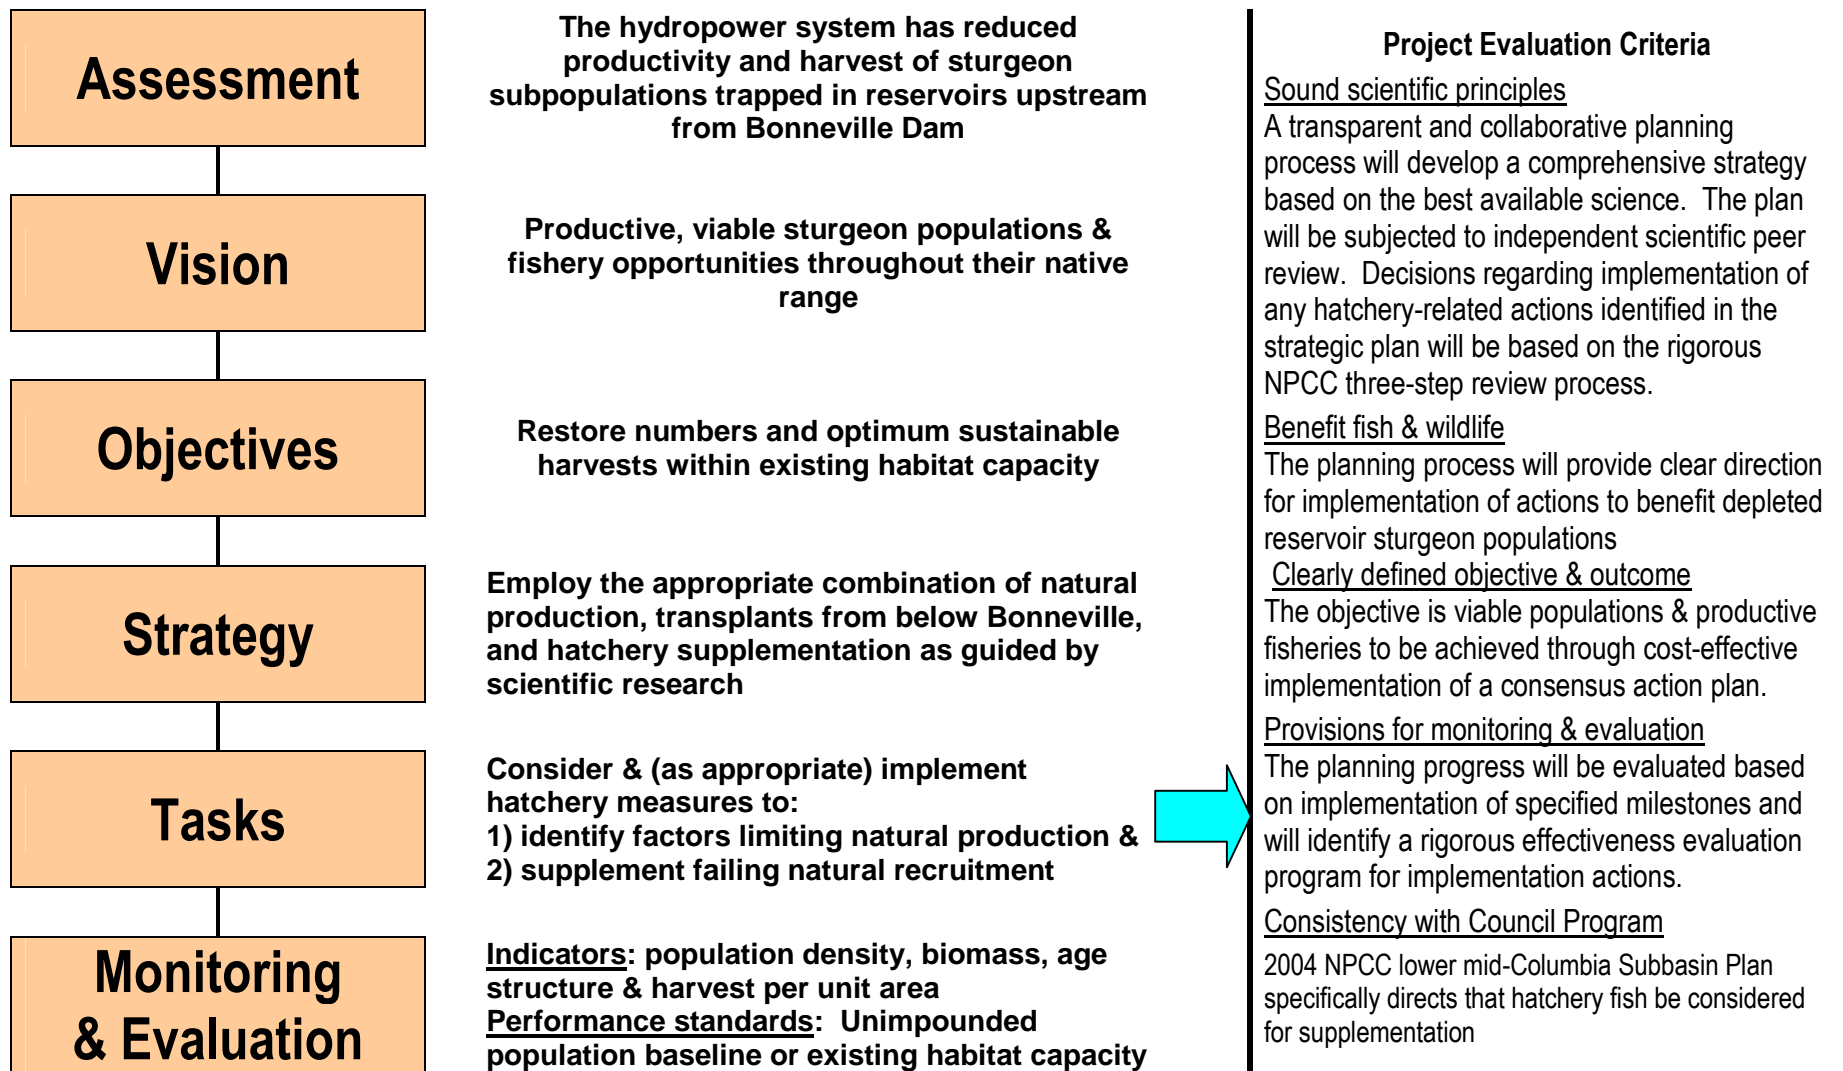 Assessment
The hydropower system has reduced
productivity and harvest of sturgeon
subpopulations trapped in reservoirs upstream
from Bonneville Dam
Vision
Productive, viable sturgeon populations &
fishery opportunities throughout their native
range
Objectives
Restore numbers and optimum sustainable
harvests within existing habitat capacity
Strategy
Employ the appropriate combination of natural
production, transplants from below Bonneville,
and hatchery supplementation as guided by
scientific research
Tasks
Consider & (as appropriate) implement
hatchery measures to:
1) identify factors limiting natural production &
2) supplement failing natural recruitment
Monitoring
& Evaluation
Indicators: population density, biomass, age
structure & harvest per unit area
Performance standards: Unimpounded
population baseline or existing habitat capacity
Project Evaluation Criteria
Sound scientific principles
A transparent and collaborative planning
process will develop a comprehensive strategy
based on the best available science. The plan
will be subjected to independent scientific peer
review. Decisions regarding implementation of
any hatchery-related actions identified in the
strategic plan will be based on the rigorous
NPCC three-step review process.
Benefit fish & wildlife
The planning process will provide clear direction
for implementation of actions to benefit depleted
reservoir sturgeon populations
Clearly defined objective & outcome
The objective is viable populations & productive
fisheries to be achieved through cost-effective
implementation of a consensus action plan.
Provisions for monitoring & evaluation
The planning progress will be evaluated based
on implementation of specified milestones and
will identify a rigorous effectiveness evaluation
program for implementation actions.
Consistency with Council Program
2004 NPCC lower mid-Columbia Subbasin Plan
specifically directs that hatchery fish be considered
for supplementation